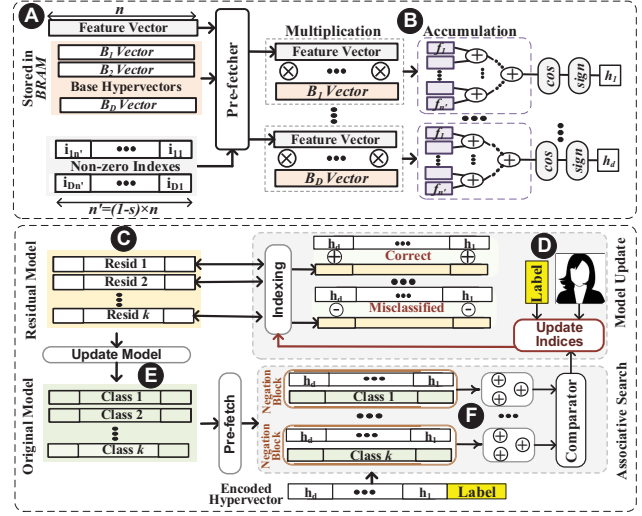 A
n
Feature Vector
Stored in BRAM
B1 Vector
B2 Vector
Base Hypervectors
BD Vector
i1n' ••• i11
Non-zero Indexes
iDn' ••• iD1
n'=(1-s)×n
Pre-fetcher
Multiplication
Feature Vector
B1 Vector
Feature Vector
BD Vector
B
Accumulation
f1
fn'
cos
sign
h1
f1
fn'
cos
sign
hd
C
Residual Model
Resid 1
Resid 2
Resid k
Update Model
Original Model
E
Class 1
Class 2
Class k
Indexing
hd ••• h1
Correct
hd ••• h1
Misclassified
D
Label
Model Update
Update Indices
Pre-fetch
Negation Block
hd ••• h1
Class 1
Negation Block
hd ••• h1
Class k
F
Comparator
Associative Search
Encoded Hypervector
hd ••• h1 Label